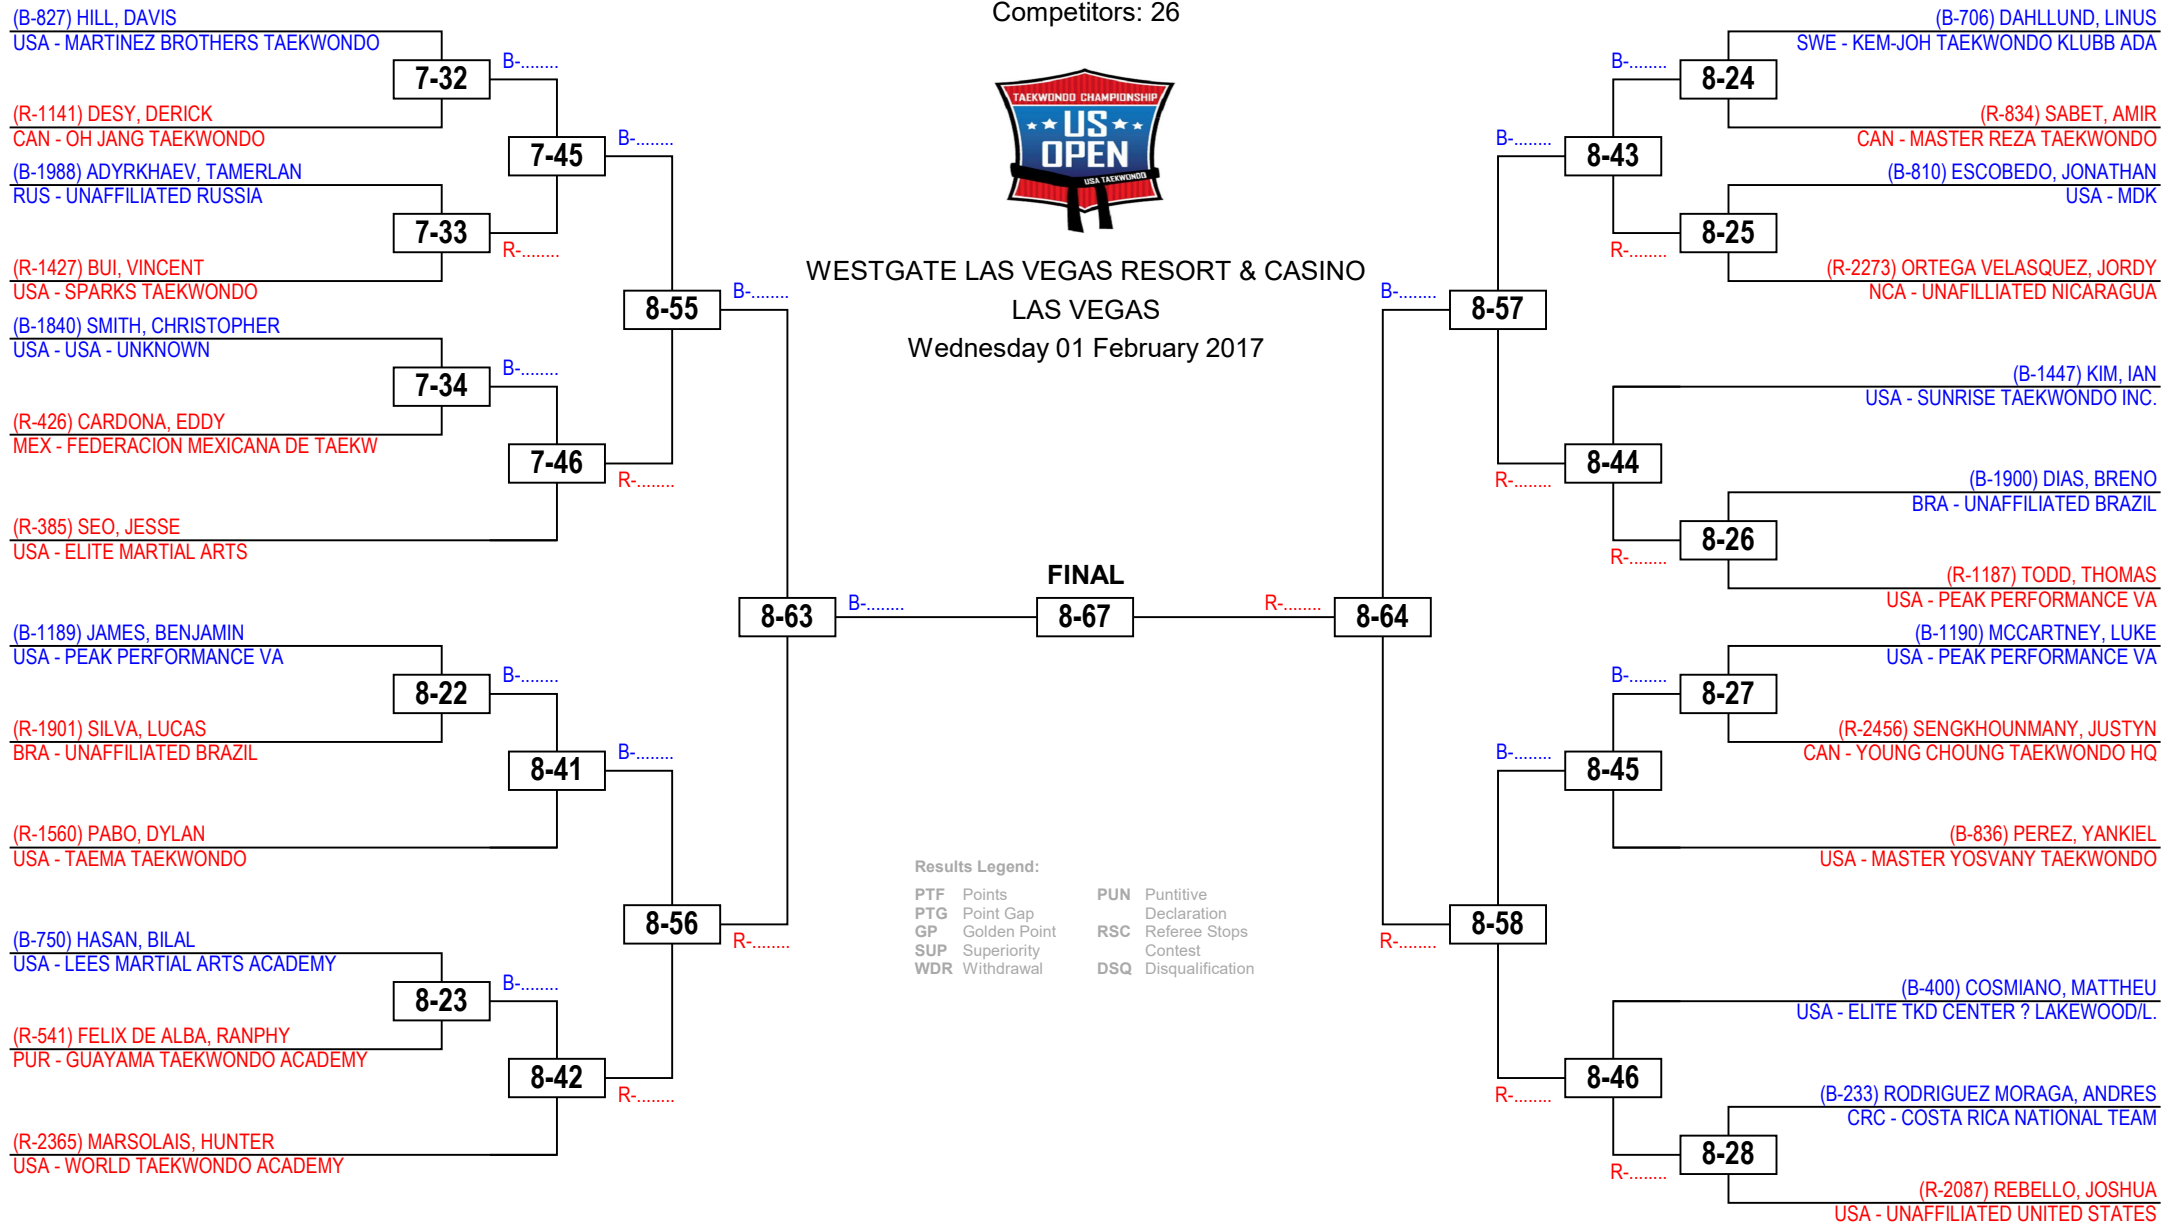 Competitors: 26
TAEKWONDO CHAMPIONSHIP
US
OPEN
USA TAEKWONDO
WESTGATE LAS VEGAS RESORT & CASINO
LAS VEGAS
Wednesday 01 February 2017
(B-827) HILL, DAVIS
USA - MARTINEZ BROTHERS TAEKWONDO
7-32
B-........
(R-1141) DESY, DERICK
CAN - OH JANG TAEKWONDO
7-45
B-........
(B-1988) ADYRKHAEV, TAMERLAN
RUS - UNAFFILIATED RUSSIA
7-33
R-........
(R-1427) BUI, VINCENT
USA - SPARKS TAEKWONDO
8-55
B-........
(B-1840) SMITH, CHRISTOPHER
USA - USA - UNKNOWN
7-34
B-........
(R-426) CARDONA, EDDY
MEX - FEDERACION MEXICANA DE TAEKW
7-46
R-........
(R-385) SEO, JESSE
USA - ELITE MARTIAL ARTS
8-63
B-........
(B-1189) JAMES, BENJAMIN
USA - PEAK PERFORMANCE VA
8-22
B-........
(R-1901) SILVA, LUCAS
BRA - UNAFFILIATED BRAZIL
8-41
B-........
(R-1560) PABO, DYLAN
USA - TAEMA TAEKWONDO
8-56
R-........
(B-750) HASAN, BILAL
USA - LEES MARTIAL ARTS ACADEMY
8-23
B-........
(R-541) FELIX DE ALBA, RANPHY
PUR - GUAYAMA TAEKWONDO ACADEMY
8-42
R-........
(R-2365) MARSOLAIS, HUNTER
USA - WORLD TAEKWONDO ACADEMY
FINAL
8-67
(B-706) DAHLLUND, LINUS
SWE - KEM-JOH TAEKWONDO KLUBB ADA
B-........
8-24
(R-834) SABET, AMIR
CAN - MASTER REZA TAEKWONDO
B-........
8-43
(B-810) ESCOBEDO, JONATHAN
USA - MDK
R-........
8-25
(R-2273) ORTEGA VELASQUEZ, JORDY
NCA - UNAFILLIATED NICARAGUA
B-........
8-57
(B-1447) KIM, IAN
USA - SUNRISE TAEKWONDO INC.
R-........
8-44
(B-1900) DIAS, BRENO
BRA - UNAFFILIATED BRAZIL
R-........
8-26
(R-1187) TODD, THOMAS
USA - PEAK PERFORMANCE VA
R-........
8-64
(B-1190) MCCARTNEY, LUKE
USA - PEAK PERFORMANCE VA
B-........
8-27
(R-2456) SENGKHOUNMANY, JUSTYN
CAN - YOUNG CHOUNG TAEKWONDO HQ
B-........
8-45
(B-836) PEREZ, YANKIEL
USA - MASTER YOSVANY TAEKWONDO
R-........
8-58
(B-400) COSMIANO, MATTHEU
USA - ELITE TKD CENTER ? LAKEWOOD/L.
R-........
8-46
(B-233) RODRIGUEZ MORAGA, ANDRES
CRC - COSTA RICA NATIONAL TEAM
R-........
8-28
(R-2087) REBELLO, JOSHUA
USA - UNAFFILIATED UNITED STATES
Results Legend:
PTF Points
PTG Point Gap
GP Golden Point
SUP Superiority
WDR Withdrawal
PUN Puntitive
Declaration
RSC Referee Stops
Contest
DSQ Disqualification